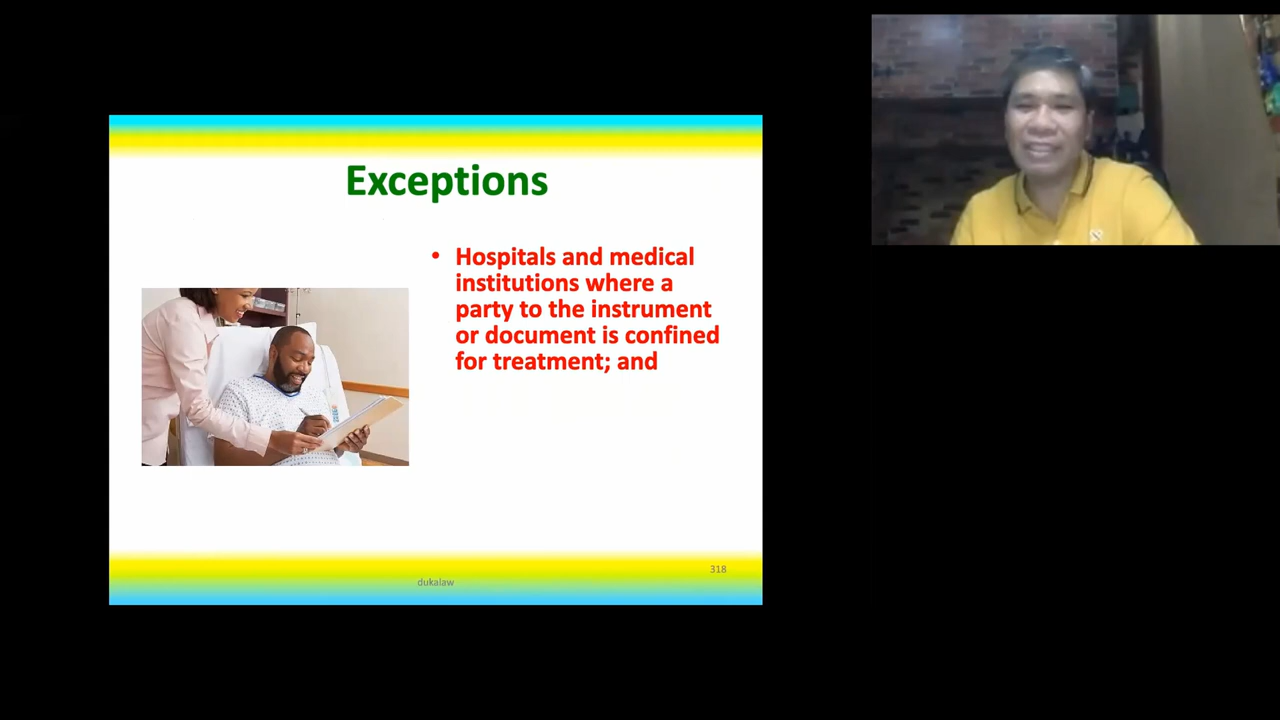 Exceptions
• Hospitals and medical
institutions where a
party to the instrument
or document is confined
for treatment; and
318
dukalaw